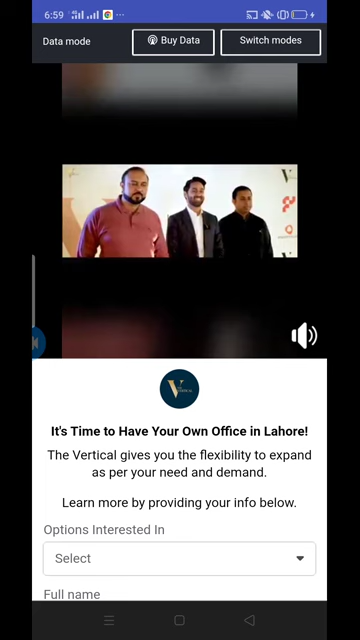 6:59
Data mode
Buy Data
Switch modes
It's Time to Have Your Own Office in Lahore!
The Vertical gives you the flexibility to expand
as per your need and demand.
Learn more by providing your info below.
Options Interested In
Select
Full name